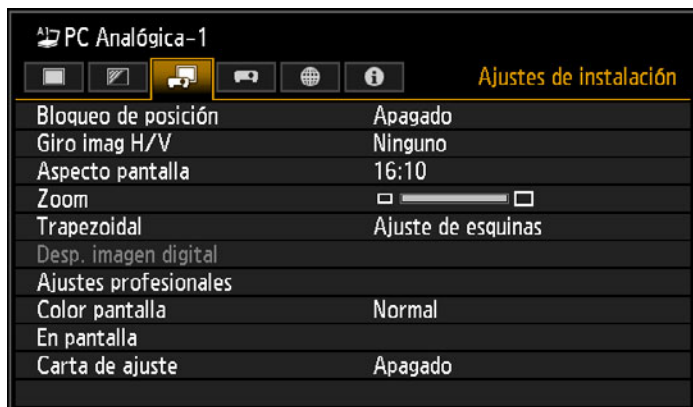 PC Analógica-1
Ajustes de instalación
Bloqueo de posición Apagado
Giro imag H/V Ninguno
Aspecto pantalla 16:10
Zoom
Trapezoidal Ajuste de esquinas
Desp. imagen digital
Ajustes profesionales
Color pantalla Normal
En pantalla
Carta de ajuste Apagado